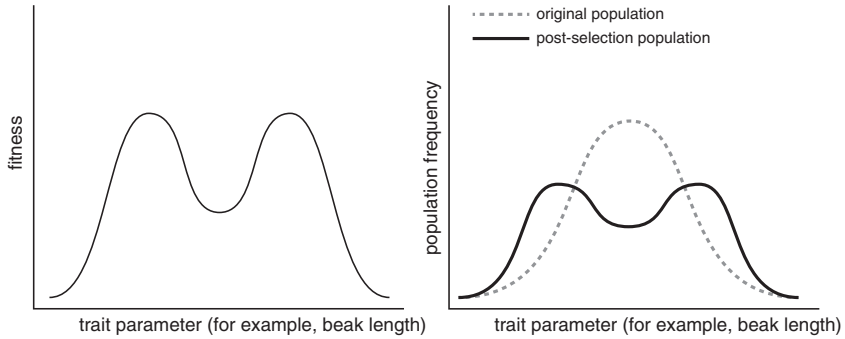 fitness
trait parameter (for example, beak length)
original population
post-selection population
population frequency
trait parameter (for example, beak length)